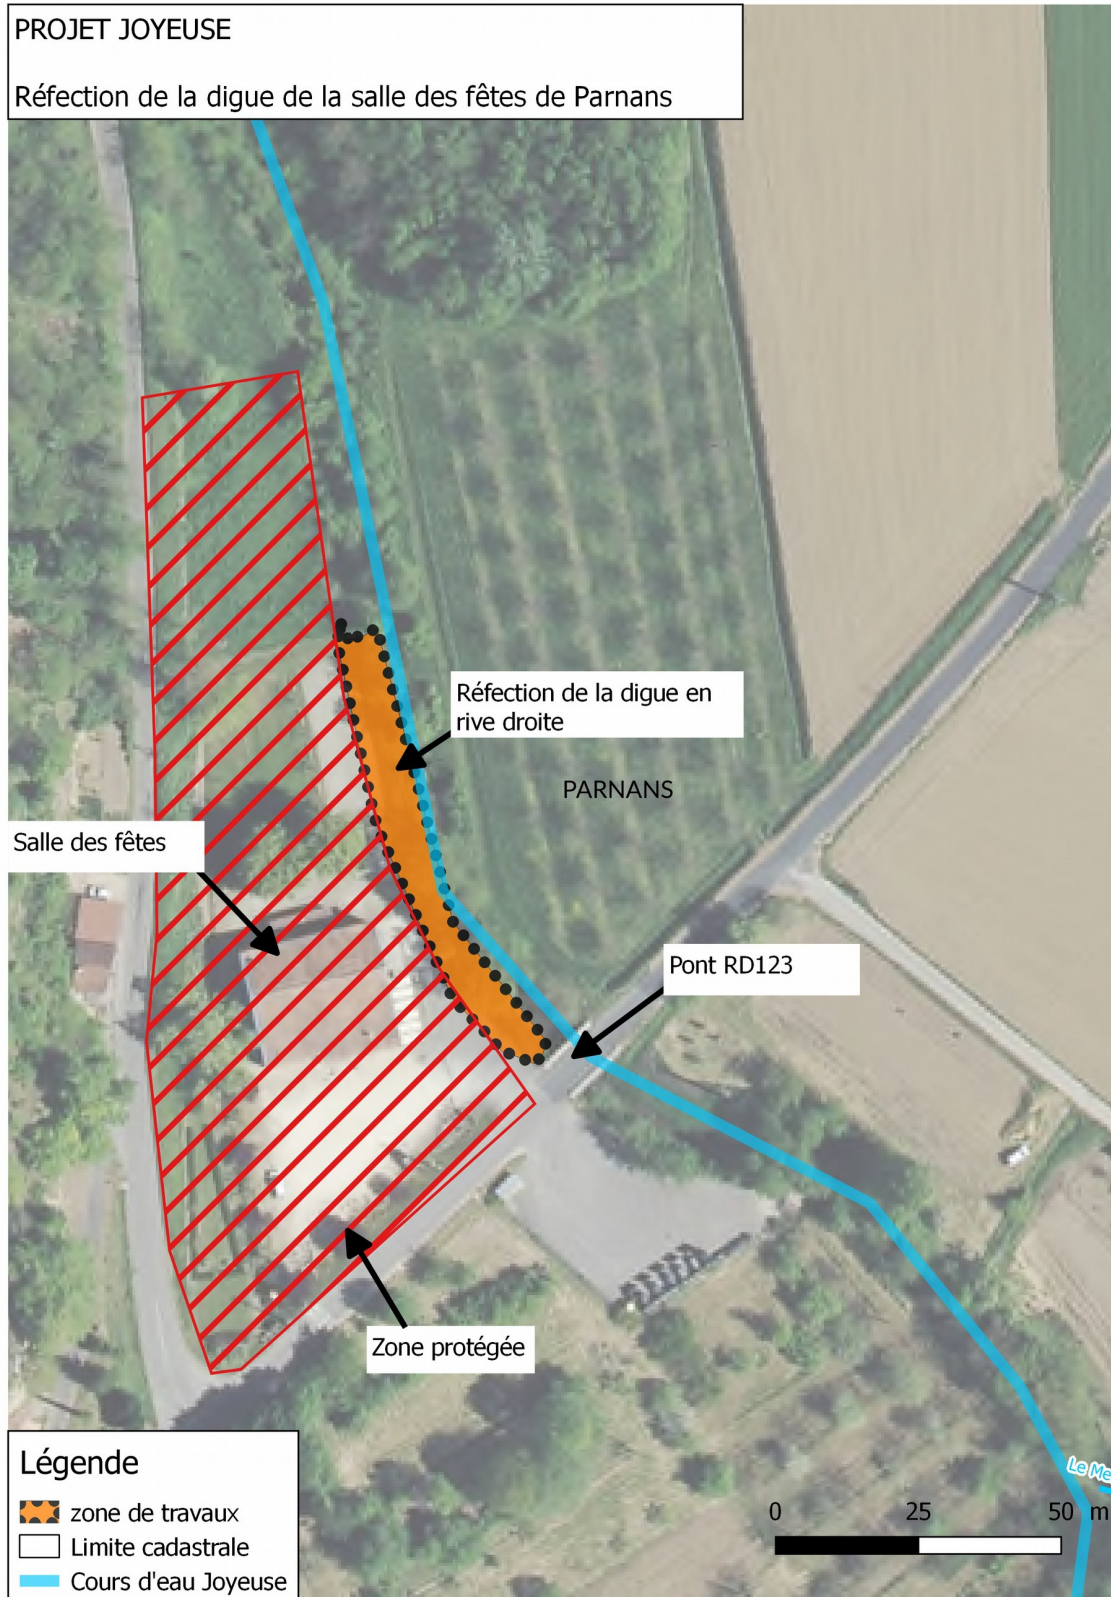 PROJET JOYEUSE
Réfection de la digue de la salle des fêtes de Parnans
Réfection de la digue en
rive droite
PARNANS
Salle des fêtes
Pont RD123
Zone protégée
Légende
zone de travaux
Limite cadastrale
Cours d'eau Joyeuse
Le Me
0 25 50 m